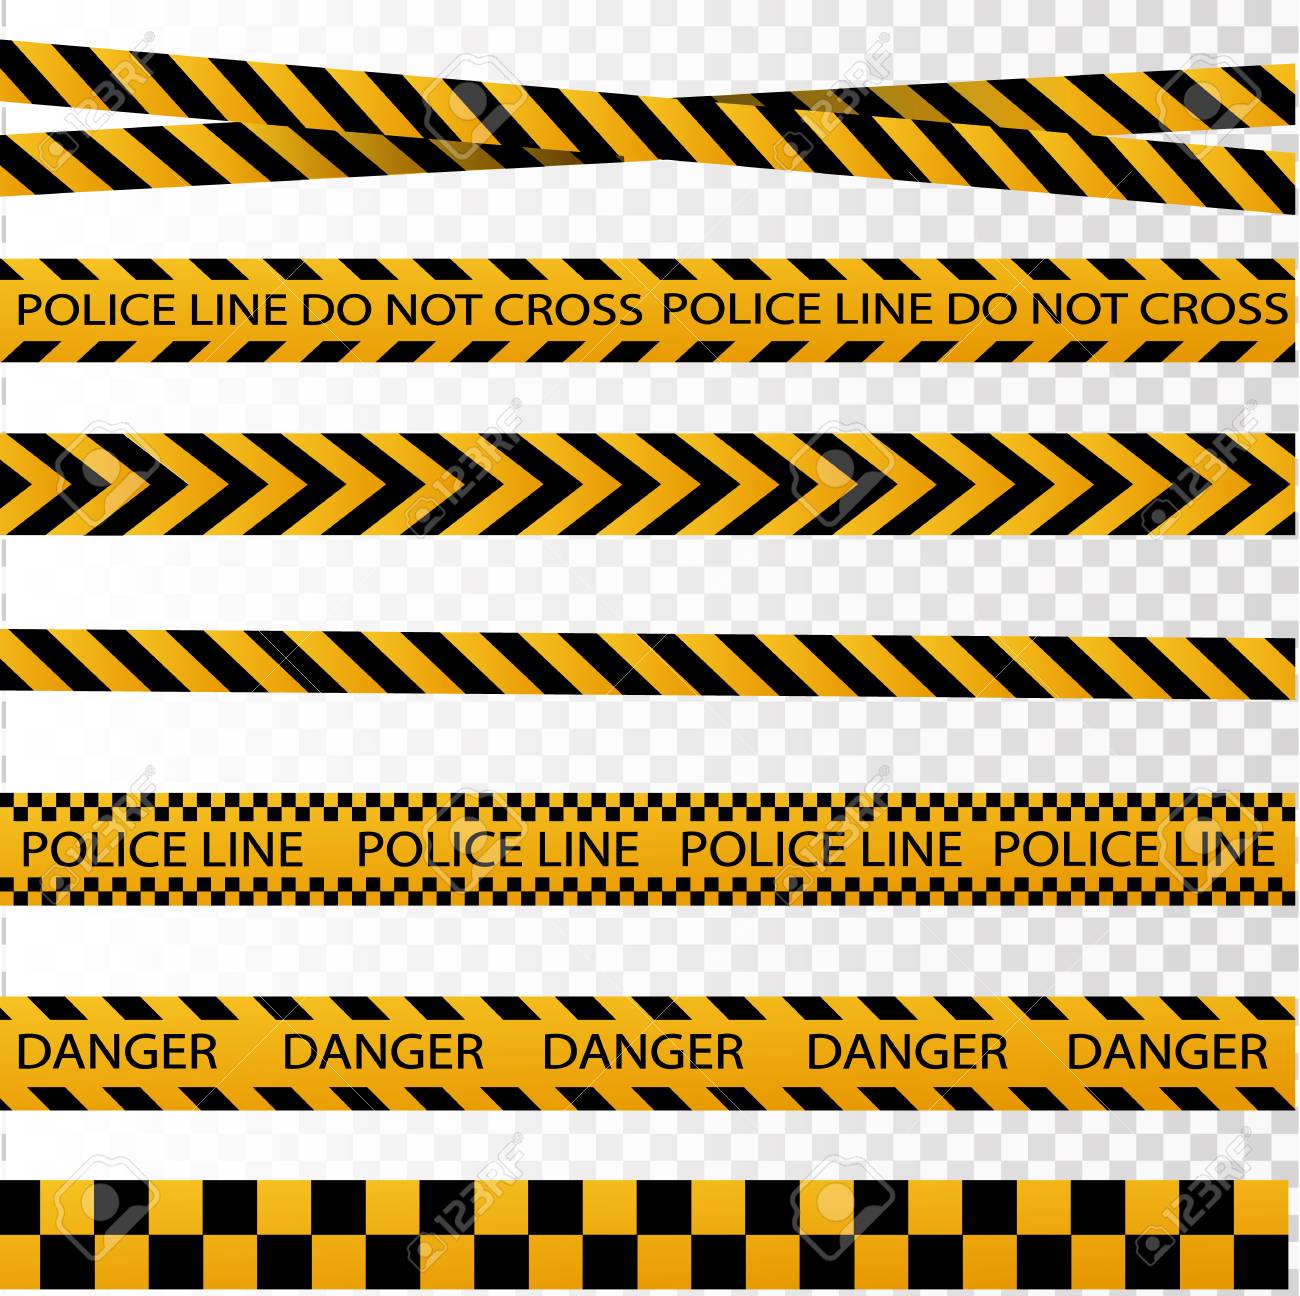 POLICE LINE DO NOT CROSS POLICE LINE DO NOT CROSS
POLICE LINE POLICE LINE POLICE LINE POLICE LINE
DANGER DANGER DANGER DANGER DANGER
123RF